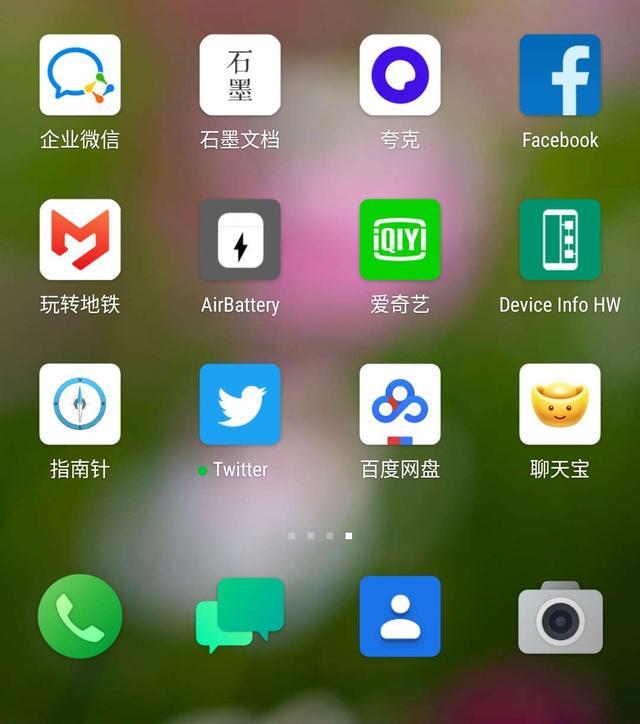 石
墨
企业微信
石墨文档
夸克
Facebook
iQIYI
玩转地铁
AirBattery
爱奇艺
Device Info HW
指南针
Twitter
百度网盘
聊天宝